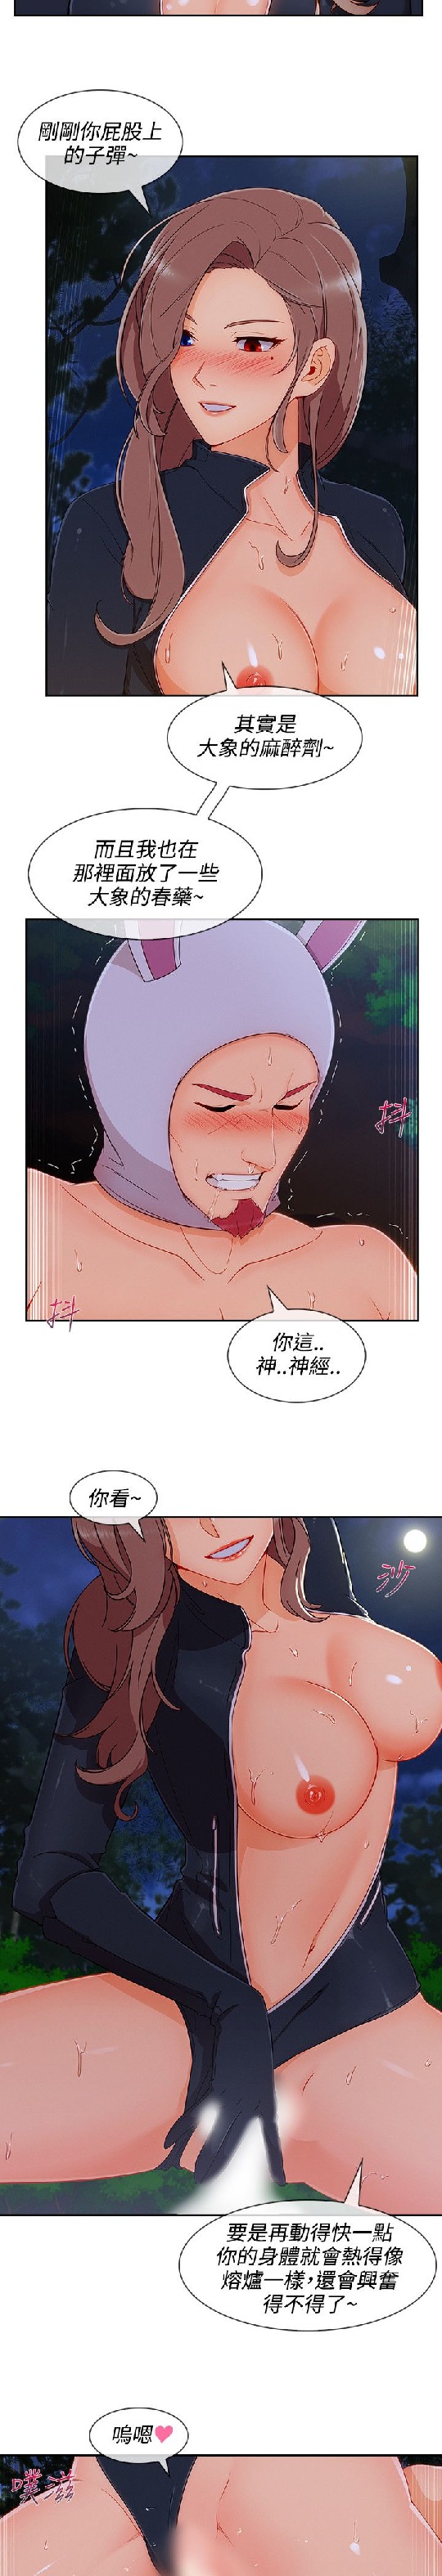 剛剛你屁股上
的子彈~
其實是
大象的麻醉劑~
而且我也在
那裡面放了一些
大象的春藥~
抖
抖
你這..
神..神經..
你看~
沙
要是再動得快一點
你的身體就會熱得像
熔爐一樣,還會興奮
得不得了~
嗚嗯♥
噗滋